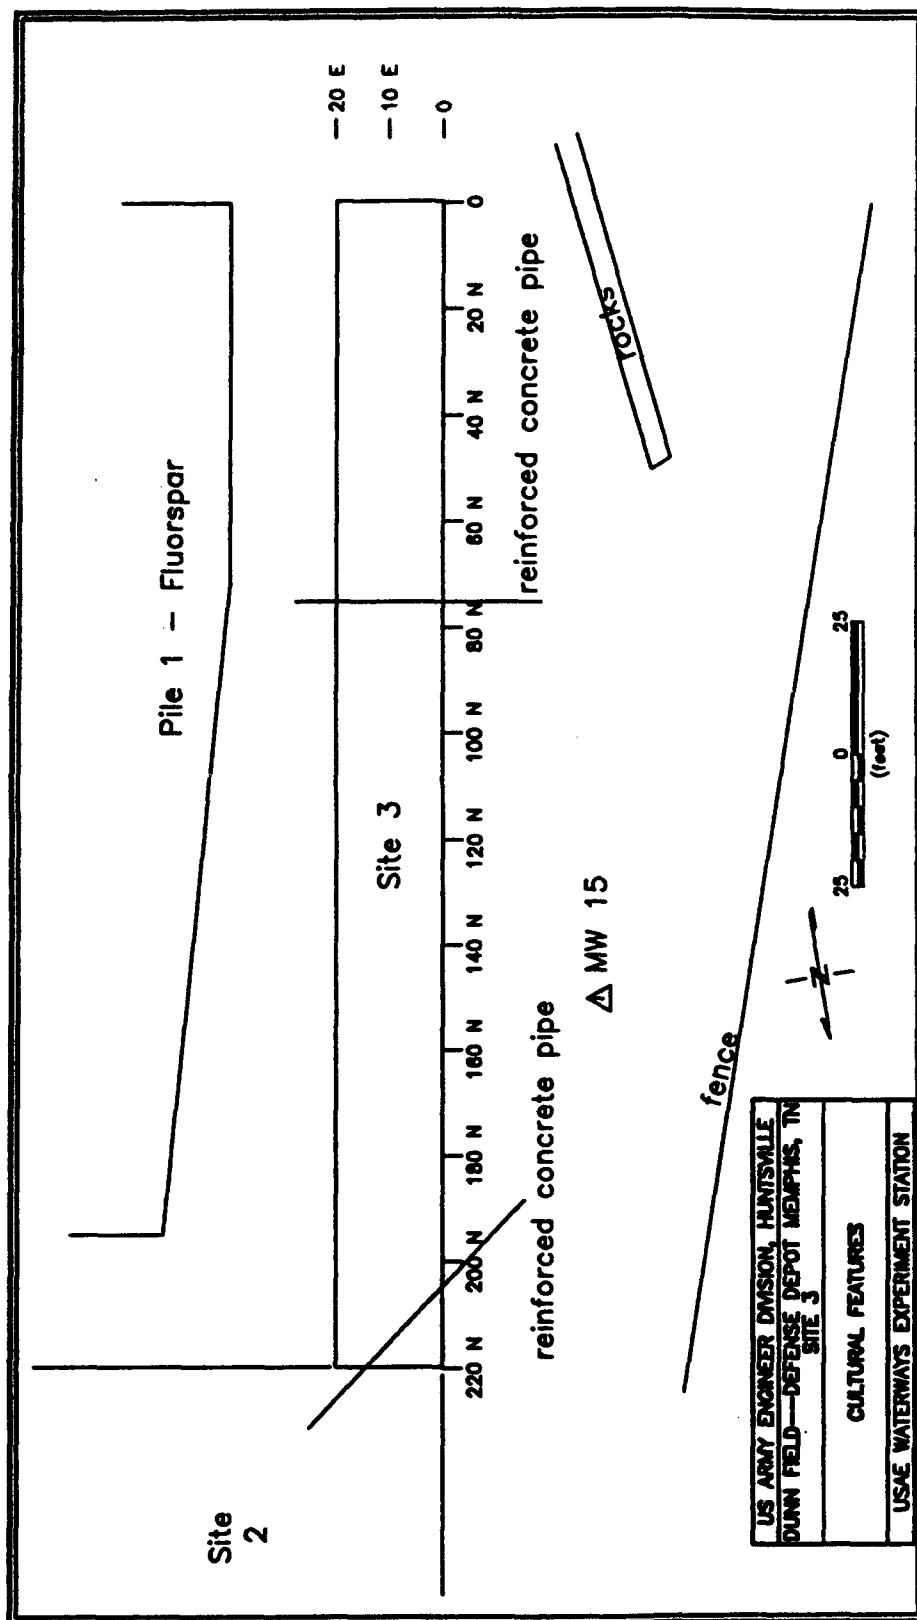 Pile 1 – Fluorspar
20 E
10 E
0
Site
2
Site 3
220 N
200 N
180 N
160 N
140 N
120 N
100 N
80 N
60 N
40 N
20 N
0
reinforced concrete pipe
reinforced concrete pipe
MW 15
rocks
fence
N
25
0
25
(feet)
US ARMY ENGINEER DIVISION, HUNTSVILLE
DUNN FIELD––DEFENSE DEPOT MEMPHIS, TN
SITE 3
CULTURAL FEATURES
USAE WATERWAYS EXPERIMENT STATION